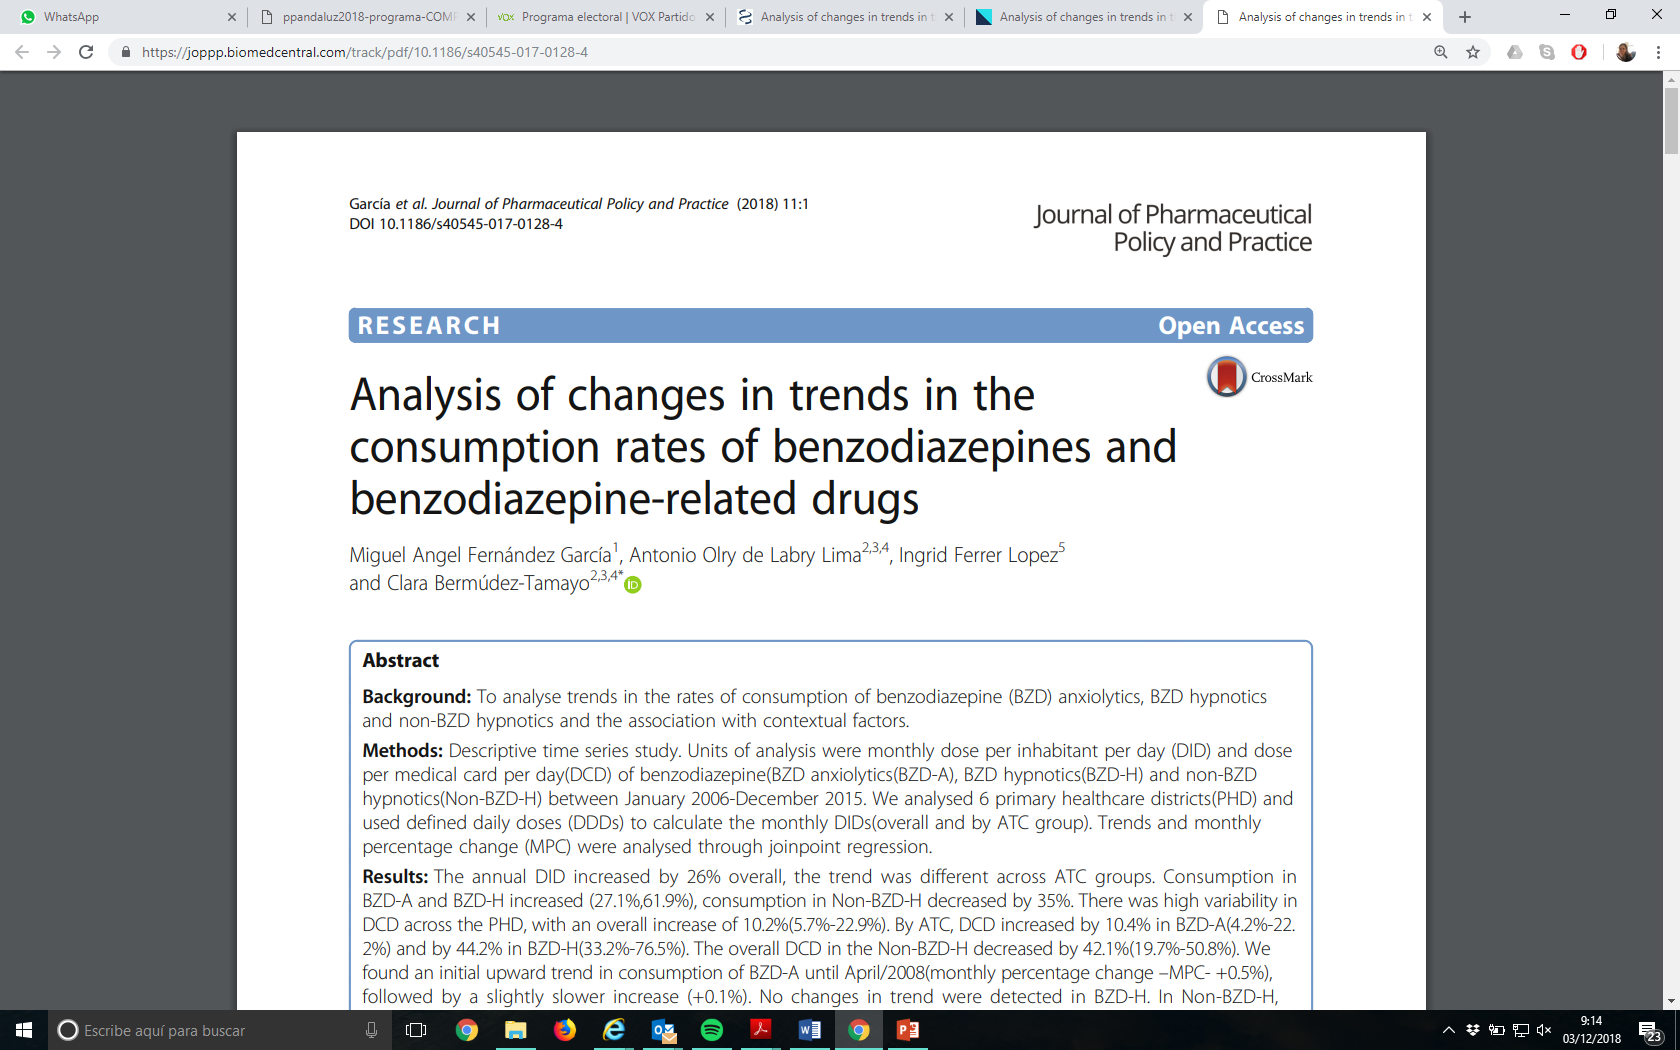 WhatsApp
ppandaluz2018-programa-COMP
VOX Programa electoral | VOX Partido
Analysis of changes in trends in t
Analysis of changes in trends in t
Analysis of changes in trends in t
https://joppp.biomedcentral.com/track/pdf/10.1186/s40545-017-0128-4
García et al. Journal of Pharmaceutical Policy and Practice (2018) 11:1
DOI 10.1186/s40545-017-0128-4
Journal of Pharmaceutical
Policy and Practice
RESEARCH Open Access
CrossMark
Analysis of changes in trends in the
consumption rates of benzodiazepines and
benzodiazepine-related drugs
Miguel Angel Fernández García1, Antonio Olry de Labry Lima2,3,4, Ingrid Ferrer Lopez5
and Clara Bermúdez-Tamayo2,3,4* iD
Abstract
Background: To analyse trends in the rates of consumption of benzodiazepine (BZD) anxiolytics, BZD hypnotics
and non-BZD hypnotics and the association with contextual factors.
Methods: Descriptive time series study. Units of analysis were monthly dose per inhabitant per day (DID) and dose
per medical card per day(DCD) of benzodiazepine(BZD anxiolytics(BZD-A), BZD hypnotics(BZD-H) and non-BZD
hypnotics(Non-BZD-H) between January 2006-December 2015. We analysed 6 primary healthcare districts(PHD) and
used defined daily doses (DDDs) to calculate the monthly DIDs(overall and by ATC group). Trends and monthly
percentage change (MPC) were analysed through joinpoint regression.
Results: The annual DID increased by 26% overall, the trend was different across ATC groups. Consumption in
BZD-A and BZD-H increased (27.1%,61.9%), consumption in Non-BZD-H decreased by 35%. There was high variability in
DCD across the PHD, with an overall increase of 10.2%(5.7%-22.9%). By ATC, DCD increased by 10.4% in BZD-A(4.2%-22.
2%) and by 44.2% in BZD-H(33.2%-76.5%). The overall DCD in the Non-BZD-H decreased by 42.1%(19.7%-50.8%). We
found an initial upward trend in consumption of BZD-A until April/2008(monthly percentage change –MPC- +0.5%),
followed by a slightly slower increase (+0.1%). No changes in trend were detected in BZD-H. In Non-BZD-H,
Escribe aquí para buscar
9:14
03/12/2018
23